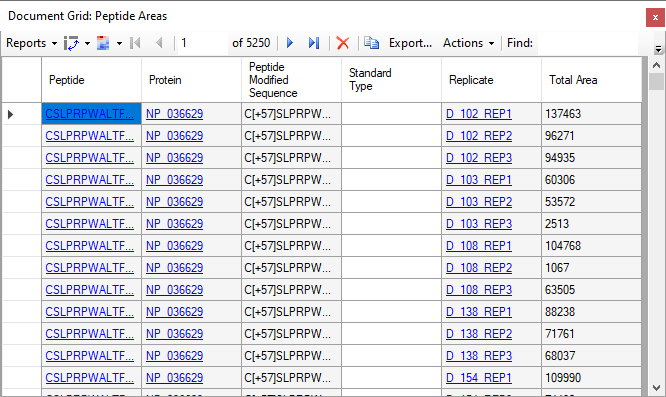 Document Grid: Peptide Areas
Reports 1 of 5250 Export... Actions Find:
Peptide Protein Peptide Modified Sequence Standard Type Replicate Total Area
CSLPRPWALTF... NP_036629 C[+57]SLPRPW... D_102_REP1 137463
CSLPRPWALTF... NP_036629 C[+57]SLPRPW... D_102_REP2 96271
CSLPRPWALTF... NP_036629 C[+57]SLPRPW... D_102_REP3 94935
CSLPRPWALTF... NP_036629 C[+57]SLPRPW... D_103_REP1 60306
CSLPRPWALTF... NP_036629 C[+57]SLPRPW... D_103_REP2 53572
CSLPRPWALTF... NP_036629 C[+57]SLPRPW... D_103_REP3 2513
CSLPRPWALTF... NP_036629 C[+57]SLPRPW... D_108_REP1 104768
CSLPRPWALTF... NP_036629 C[+57]SLPRPW... D_108_REP2 1067
CSLPRPWALTF... NP_036629 C[+57]SLPRPW... D_108_REP3 63505
CSLPRPWALTF... NP_036629 C[+57]SLPRPW... D_138_REP1 88238
CSLPRPWALTF... NP_036629 C[+57]SLPRPW... D_138_REP2 71761
CSLPRPWALTF... NP_036629 C[+57]SLPRPW... D_138_REP3 68037
CSLPRPWALTF... NP_036629 C[+57]SLPRPW... D_154_REP1 109990